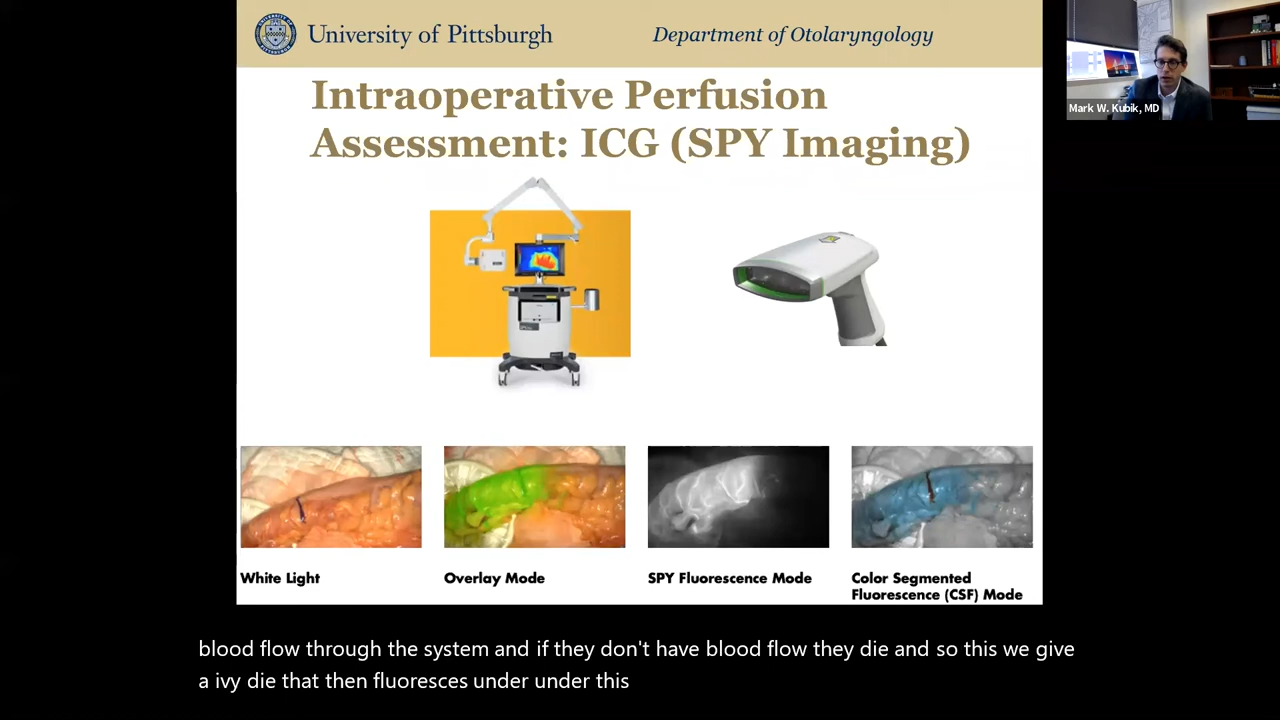 University of Pittsburgh
Department of Otolaryngology
Mark W. Kubik, MD
Intraoperative Perfusion
Assessment: ICG (SPY Imaging)
White Light
Overlay Mode
SPY Fluorescence Mode
Color Segmented
Fluorescence (CSF) Mode
blood flow through the system and if they don't have blood flow they die and so this we give
a ivy die that then fluoresces under under this